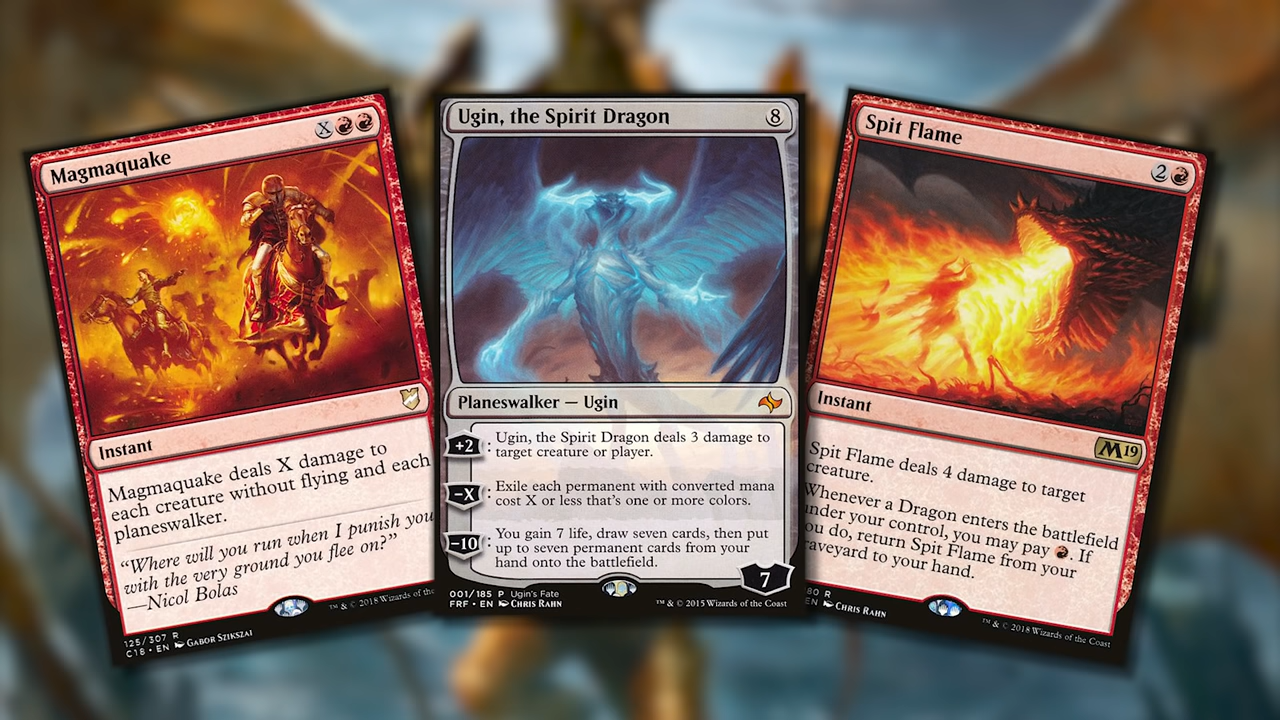 Magmaquake
X
Instant
Magmaquake deals X damage to
each creature without flying and each
planeswalker.
“Where will you run when I punish you
with the very ground you flee on?”
—Nicol Bolas
125/307 R
C18 • EN Gabor Szikszai
™ & © 2018 Wizards of the
Ugin, the Spirit Dragon
8
Planeswalker — Ugin
+2: Ugin, the Spirit Dragon deals 3 damage to
target creature or player.
−X: Exile each permanent with converted mana
cost X or less that's one or more colors.
−10: You gain 7 life, draw seven cards, then put
up to seven permanent cards from your
hand onto the battlefield.
7
001/185 P Ugin's Fate
FRF • EN Chris Rahn
™ & © 2015 Wizards of the Coast
Spit Flame
2
Instant
M19
Spit Flame deals 4 damage to target
creature.
Whenever a Dragon enters the battlefield
under your control, you may pay . If
you do, return Spit Flame from your
raveyard to your hand.
80 R
EN Chris Rahn
™ & © 2018 Wizards of the Coast